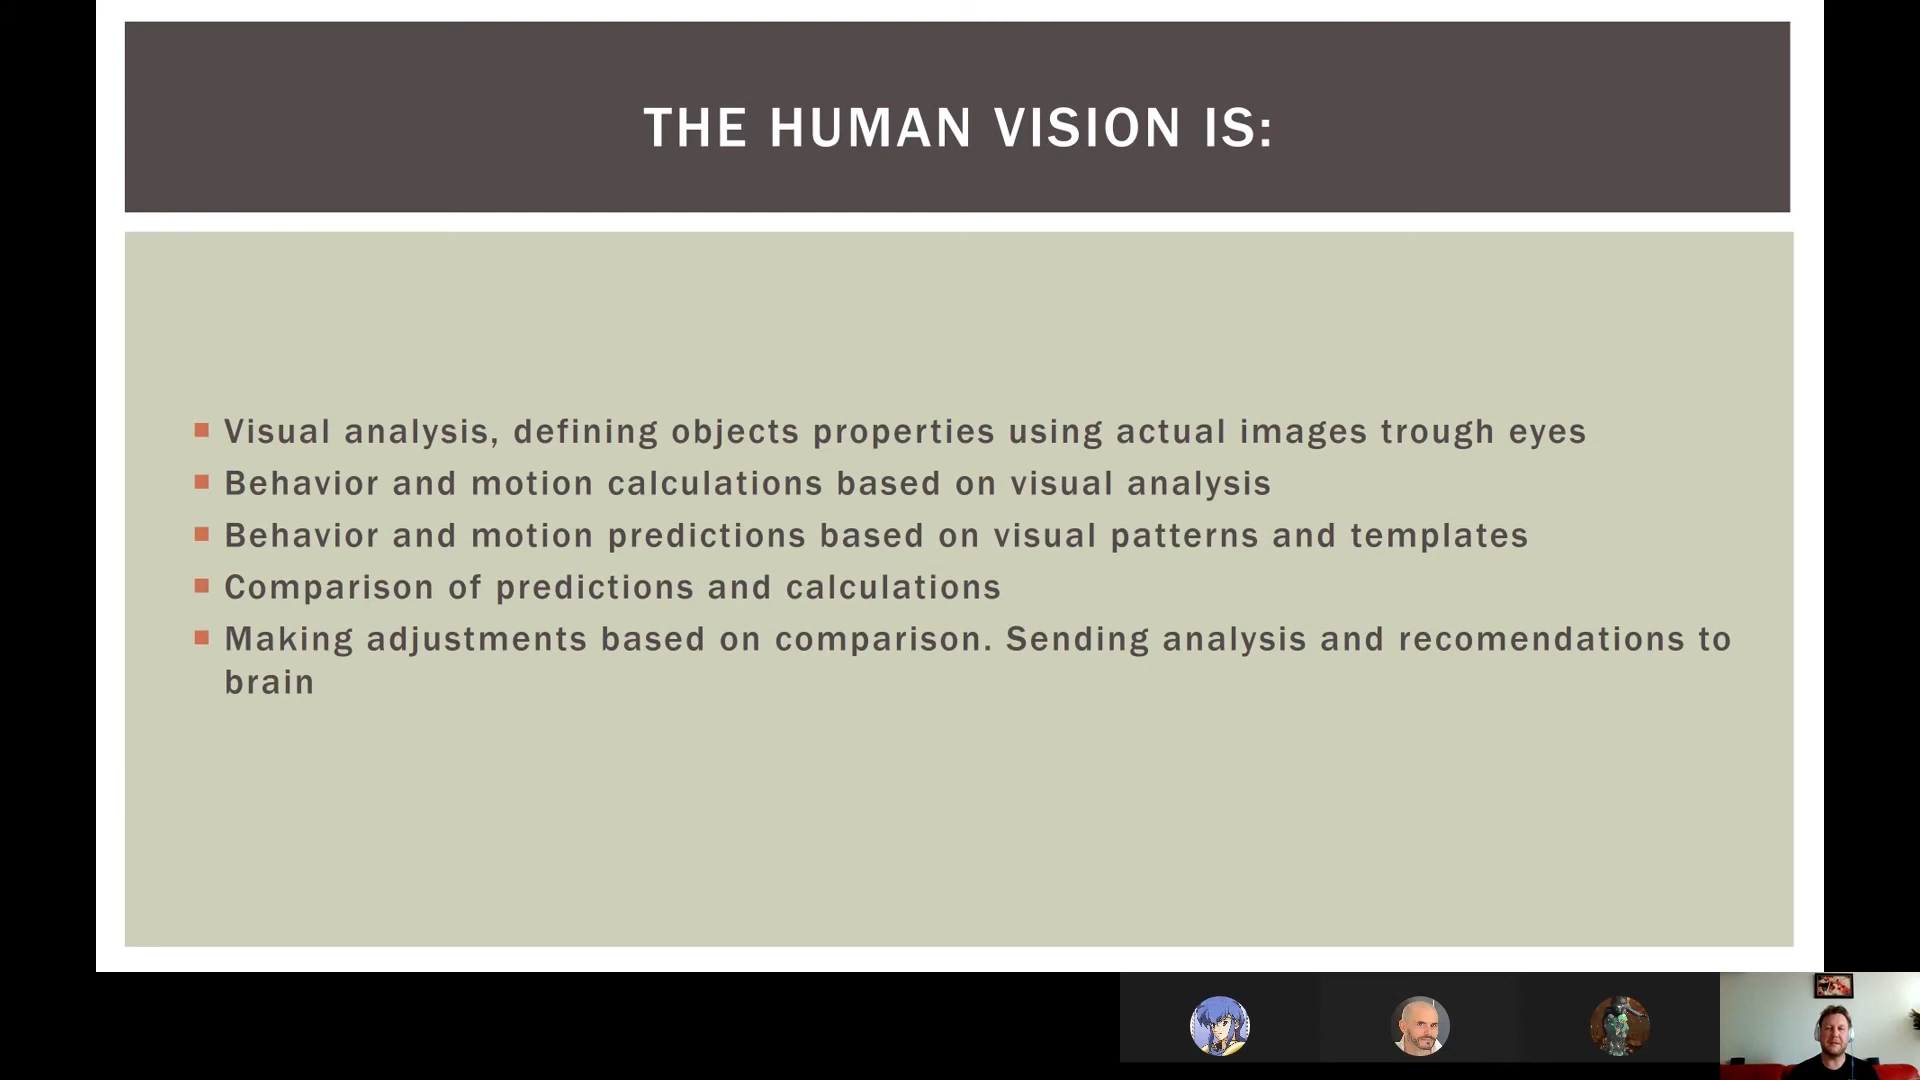 THE HUMAN VISION IS:
Visual analysis, defining objects properties using actual images trough eyes
Behavior and motion calculations based on visual analysis
Behavior and motion predictions based on visual patterns and templates
Comparison of predictions and calculations
Making adjustments based on comparison. Sending analysis and recomendations to
brain